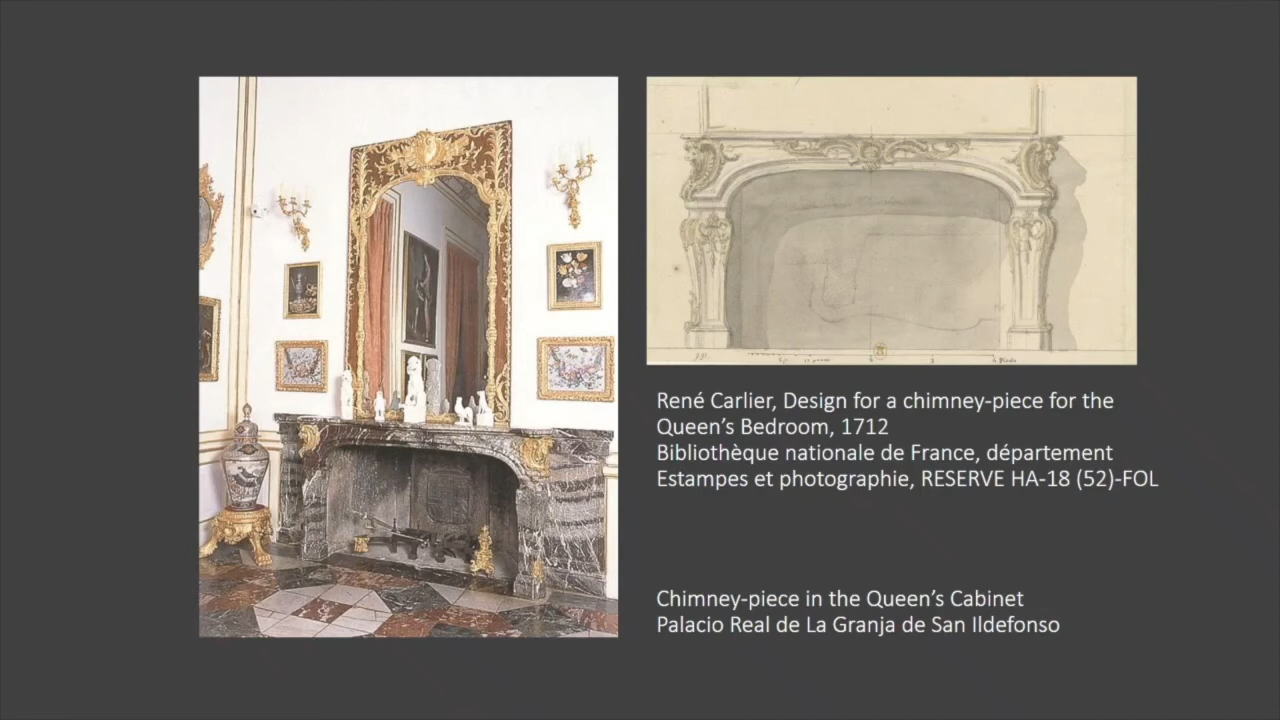 René Carlier, Design for a chimney-piece for the
Queen’s Bedroom, 1712
Bibliothèque nationale de France, département
Estampes et photographie, RESERVE HA-18 (52)-FOL
Chimney-piece in the Queen’s Cabinet
Palacio Real de La Granja de San Ildefonso